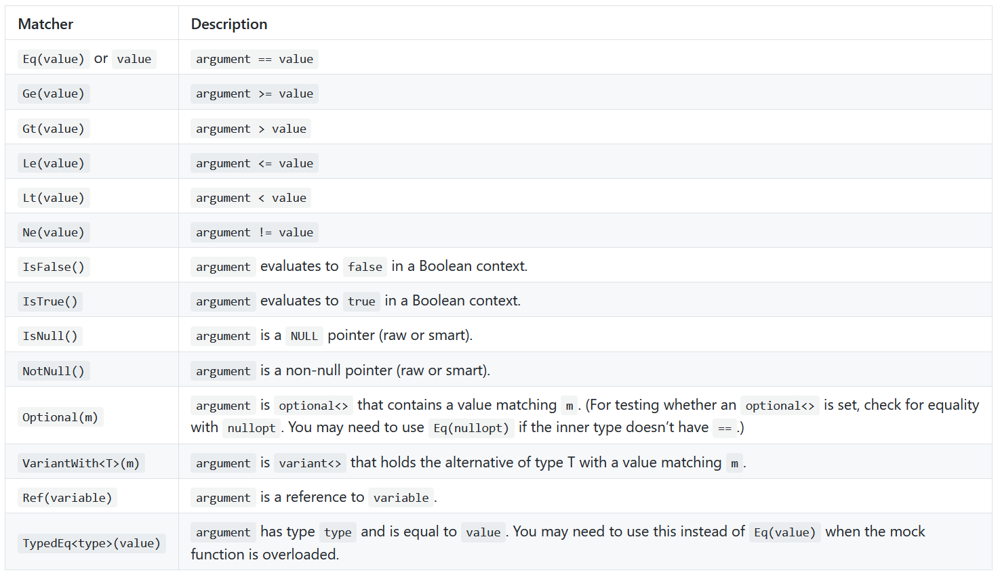 Matcher Description
Eq(value) or value argument == value
Ge(value) argument >= value
Gt(value) argument > value
Le(value) argument <= value
Lt(value) argument < value
Ne(value) argument != value
IsFalse() argument evaluates to false in a Boolean context.
IsTrue() argument evaluates to true in a Boolean context.
IsNull() argument is a NULL pointer (raw or smart).
NotNull() argument is a non-null pointer (raw or smart).
Optional(m) argument is optional<> that contains a value matching m. (For testing whether an optional<> is set, check for equality
with nullopt. You may need to use Eq(nullopt) if the inner type doesn’t have ==.)
VariantWith<T>(m) argument is variant<> that holds the alternative of type T with a value matching m.
Ref(variable) argument is a reference to variable.
TypedEq<type>(value) argument has type type and is equal to value. You may need to use this instead of Eq(value) when the mock
function is overloaded.